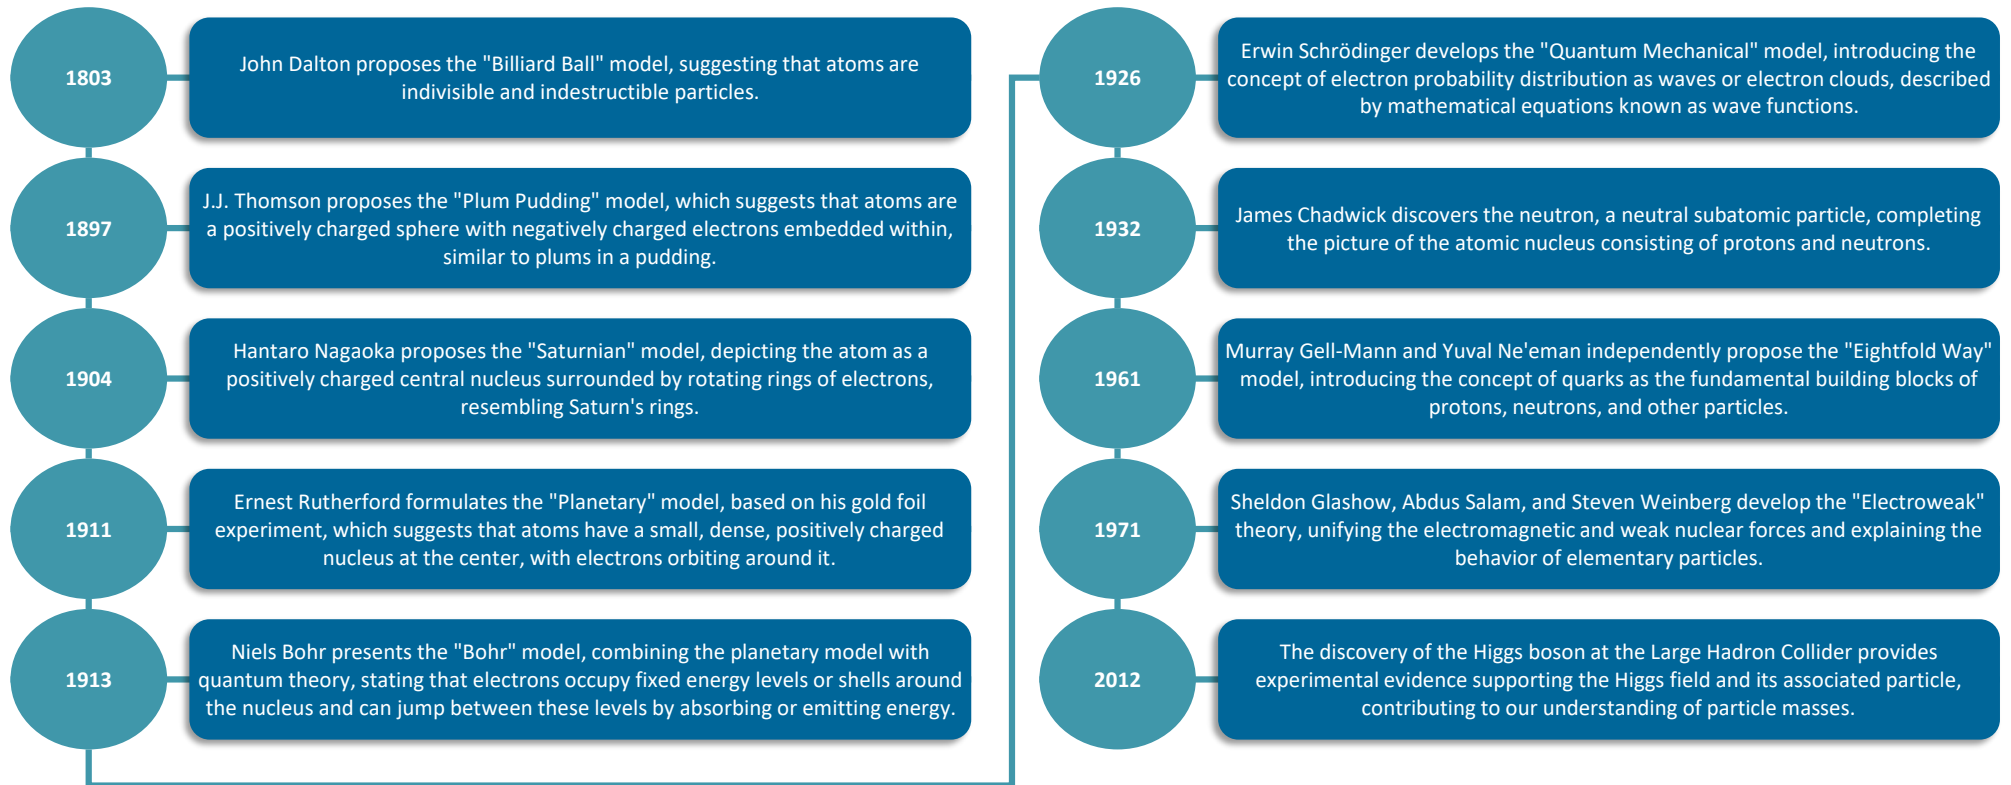 1803
John Dalton proposes the "Billiard Ball" model, suggesting that atoms are
indivisible and indestructible particles.
1897
J.J. Thomson proposes the "Plum Pudding" model, which suggests that atoms are
a positively charged sphere with negatively charged electrons embedded within,
similar to plums in a pudding.
1904
Hantaro Nagaoka proposes the "Saturnian" model, depicting the atom as a
positively charged central nucleus surrounded by rotating rings of electrons,
resembling Saturn's rings.
1911
Ernest Rutherford formulates the "Planetary" model, based on his gold foil
experiment, which suggests that atoms have a small, dense, positively charged
nucleus at the center, with electrons orbiting around it.
1913
Niels Bohr presents the "Bohr" model, combining the planetary model with
quantum theory, stating that electrons occupy fixed energy levels or shells around
the nucleus and can jump between these levels by absorbing or emitting energy.
1926
Erwin Schrödinger develops the "Quantum Mechanical" model, introducing the
concept of electron probability distribution as waves or electron clouds, described
by mathematical equations known as wave functions.
1932
James Chadwick discovers the neutron, a neutral subatomic particle, completing
the picture of the atomic nucleus consisting of protons and neutrons.
1961
Murray Gell-Mann and Yuval Ne'eman independently propose the "Eightfold Way"
model, introducing the concept of quarks as the fundamental building blocks of
protons, neutrons, and other particles.
1971
Sheldon Glashow, Abdus Salam, and Steven Weinberg develop the "Electroweak"
theory, unifying the electromagnetic and weak nuclear forces and explaining the
behavior of elementary particles.
2012
The discovery of the Higgs boson at the Large Hadron Collider provides
experimental evidence supporting the Higgs field and its associated particle,
contributing to our understanding of particle masses.